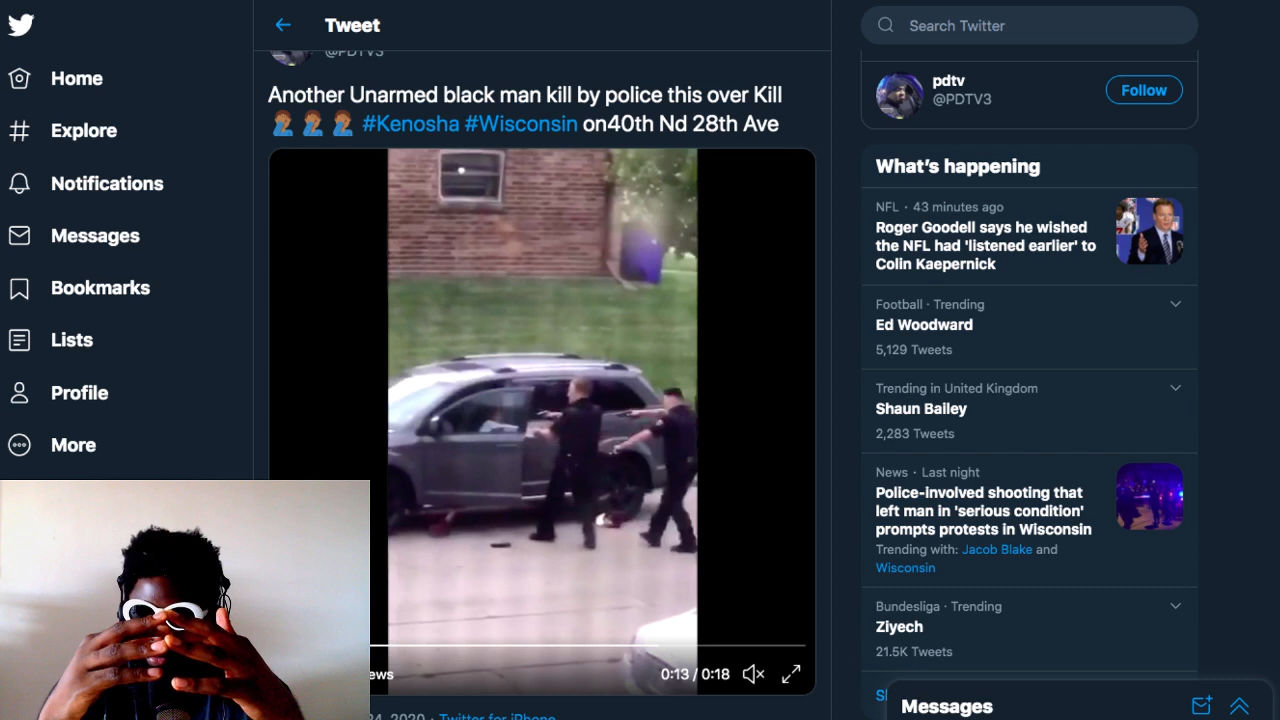 Home
Explore
Notifications
Messages
Bookmarks
Lists
Profile
More
Tweet
@PDTV3
Another Unarmed black man kill by police this over Kill
#Kenosha #Wisconsin on40th Nd 28th Ave
ews
0:13 / 0:18
24, 2020 · Twitter for iPhone
Search Twitter
pdtv
@PDTV3
Follow
What's happening
NFL · 43 minutes ago
Roger Goodell says he wished
the NFL had 'listened earlier' to
Colin Kaepernick
Football · Trending
Ed Woodward
5,129 Tweets
Trending in United Kingdom
Shaun Bailey
2,283 Tweets
News · Last night
Police-involved shooting that
left man in 'serious condition'
prompts protests in Wisconsin
Trending with: Jacob Blake and
Wisconsin
Bundesliga · Trending
Ziyech
21.5K Tweets
Messages